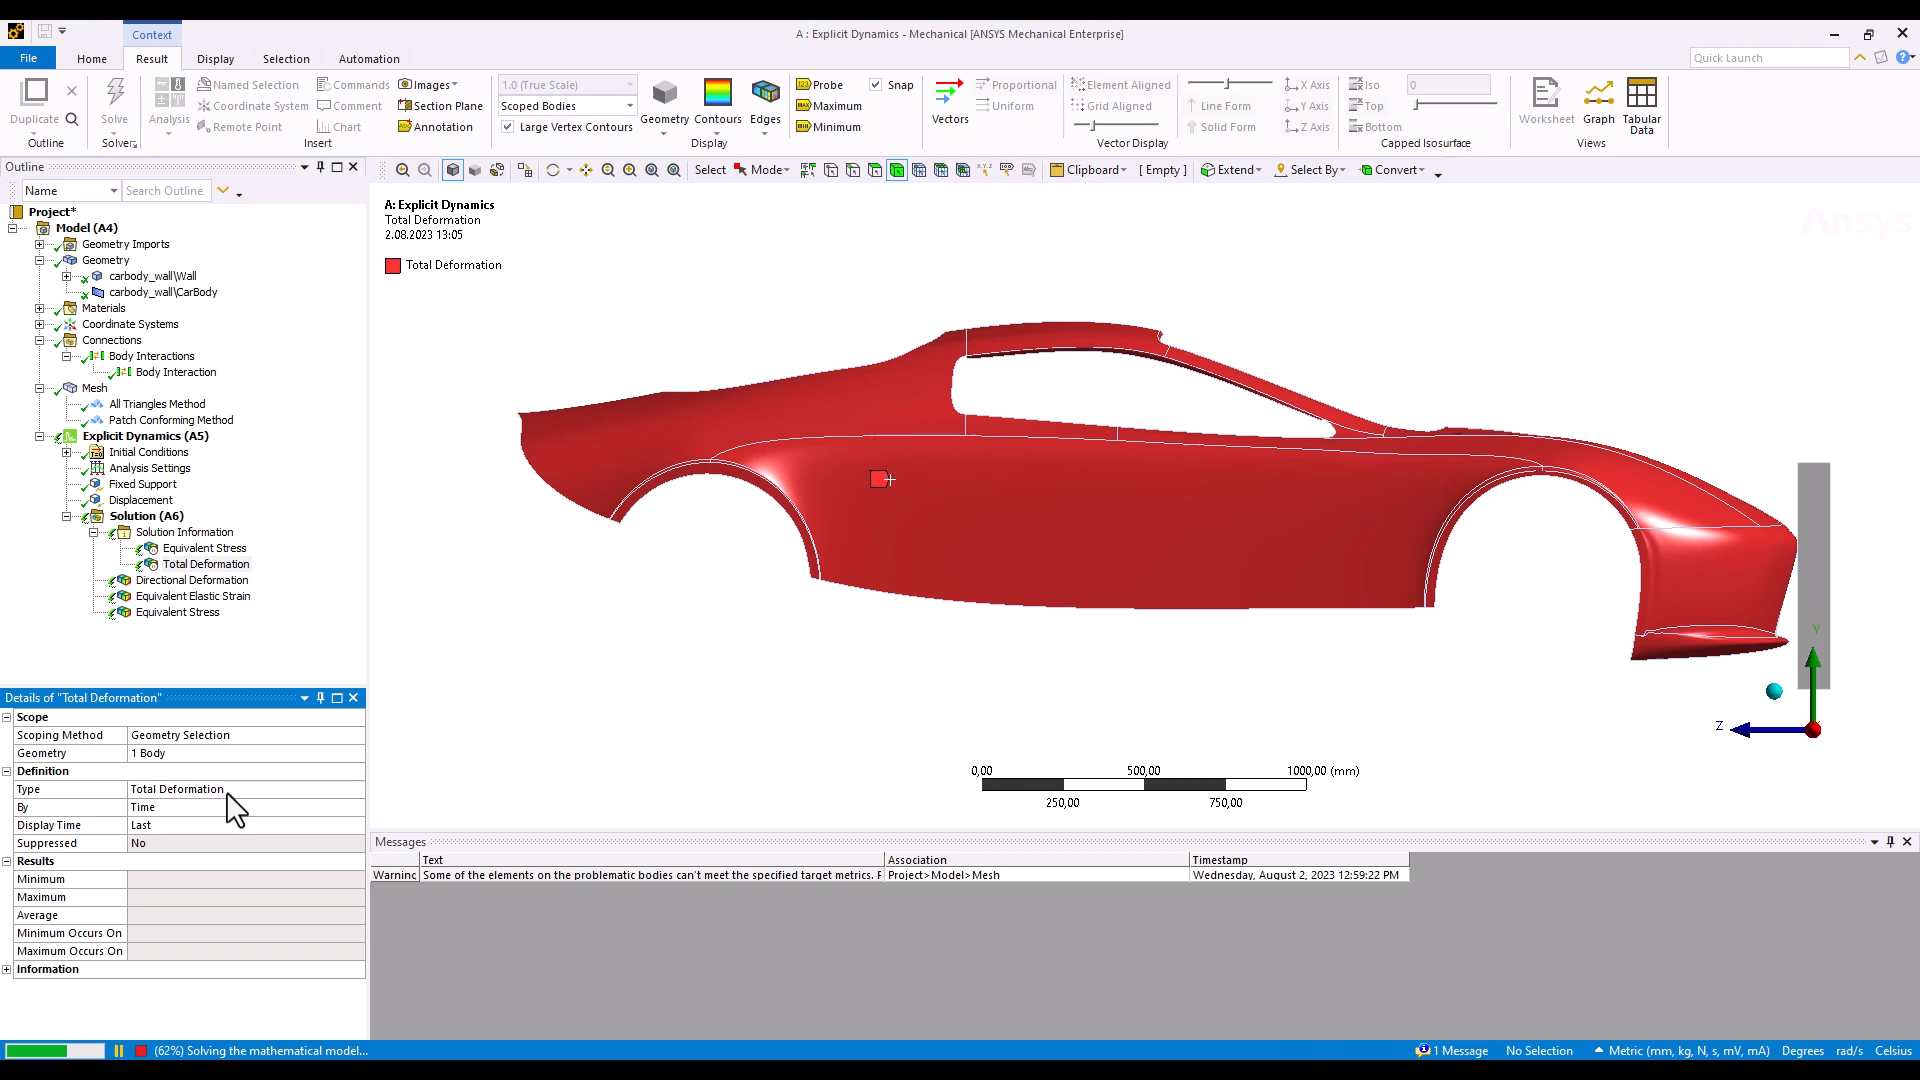 Context
A : Explicit Dynamics - Mechanical [ANSYS Mechanical Enterprise]
File
Home
Result
Display
Selection
Automation
Quick Launch
Duplicate
Outline
Solve
Solver
Analysis
Named Selection
Coordinate System
Remote Point
Commands
Comment
Chart
Images
Section Plane
Annotation
Insert
1.0 (True Scale)
Scoped Bodies
Large Vertex Contours
Geometry
Contours
Edges
Display
Probe
Maximum
Minimum
Snap
Vectors
Proportional
Uniform
Element Aligned
Grid Aligned
Line Form
Solid Form
X Axis
Y Axis
Z Axis
Vector Display
Iso
Top
Bottom
0
Capped Isosurface
Worksheet
Graph
Tabular Data
Views
Outline
Name
Search Outline
Select
Mode
Clipboard
[ Empty ]
Extend
Select By
Convert
Project*
Model (A4)
Geometry Imports
Geometry
carbody_wall\Wall
carbody_wall\CarBody
Materials
Coordinate Systems
Connections
Body Interactions
Body Interaction
Mesh
All Triangles Method
Patch Conforming Method
Explicit Dynamics (A5)
Initial Conditions
Analysis Settings
Fixed Support
Displacement
Solution (A6)
Solution Information
Equivalent Stress
Total Deformation
Directional Deformation
Equivalent Elastic Strain
Equivalent Stress
A: Explicit Dynamics
Total Deformation
2.08.2023 13:05
Total Deformation
Ansys
Y
Z
0,00
500,00
1000,00 (mm)
250,00
750,00
Details of "Total Deformation"
Scope
Scoping Method Geometry Selection
Geometry 1 Body
Definition
Type Total Deformation
By Time
Display Time Last
Suppressed No
Results
Minimum
Maximum
Average
Minimum Occurs On
Maximum Occurs On
Information
Messages
Text Association Timestamp
Warninc Some of the elements on the problematic bodies can't meet the specified target metrics. F Project>Model>Mesh Wednesday, August 2, 2023 12:59:22 PM
(62%) Solving the mathematical model...
1 Message
No Selection
Metric (mm, kg, N, s, mV, mA)
Degrees
rad/s
Celsius